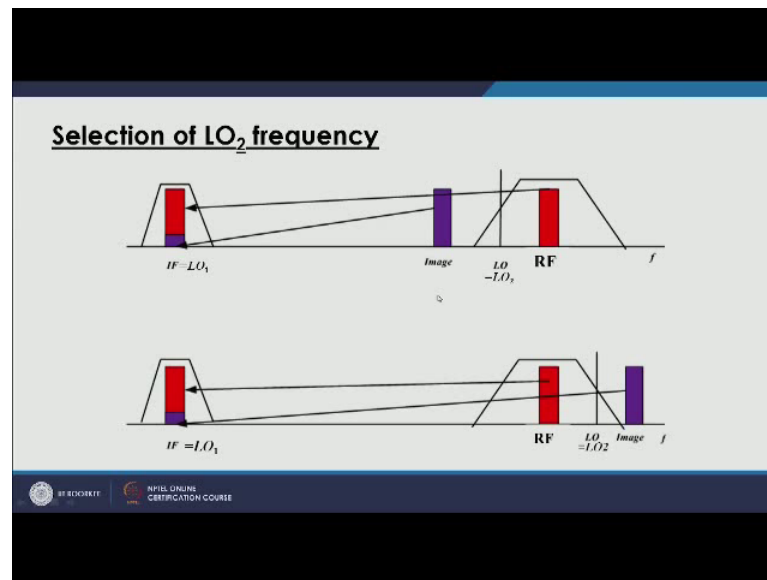 Selection of LO₂ frequency
IF=LO₁
Image
LO
RF
f
=LO₂
IF =LO₁
RF
LO
Image
f
=LO2
IIT ROORKEE
NPTEL ONLINE
CERTIFICATION COURSE